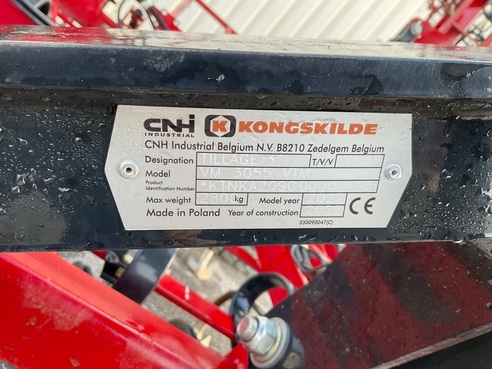 CNH INDUSTRIAL KONGSKILDE
CNH Industrial Belgium N.V. B8210 Zedelgem Belgium
Designation TILLAGE T/V/V
Model VM 3055
Product Identification Number
Max weight kg Model year
Made in Poland Year of construction CE
330090047(C)